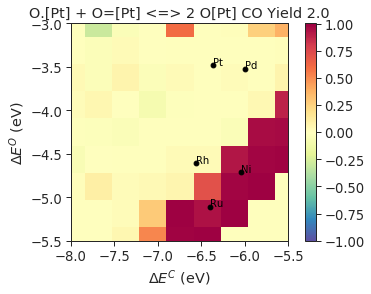 O.[Pt] + O=[Pt] <=> 2 O[Pt] CO Yield 2.0
−3.0
−3.5
−4.0
−4.5
−5.0
−5.5
ΔE^O (eV)
Pt
Pd
Rh
Ni
Ru
−8.0 −7.5 −7.0 −6.5 −6.0 −5.5
ΔE^C (eV)
1.00
0.75
0.50
0.25
0.00
−0.25
−0.50
−0.75
−1.00